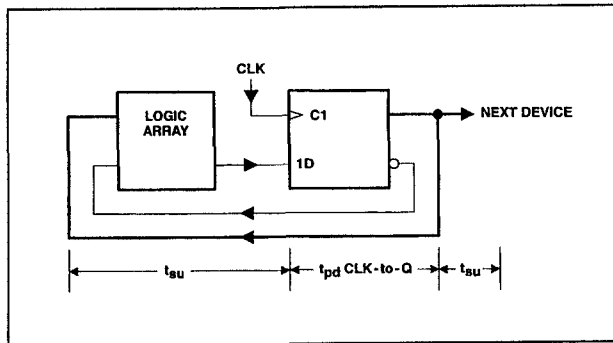 CLK
NEXT DEVICE
LOGIC
ARRAY
C1
1D
tsu
tpd CLK-to-Q
tsu